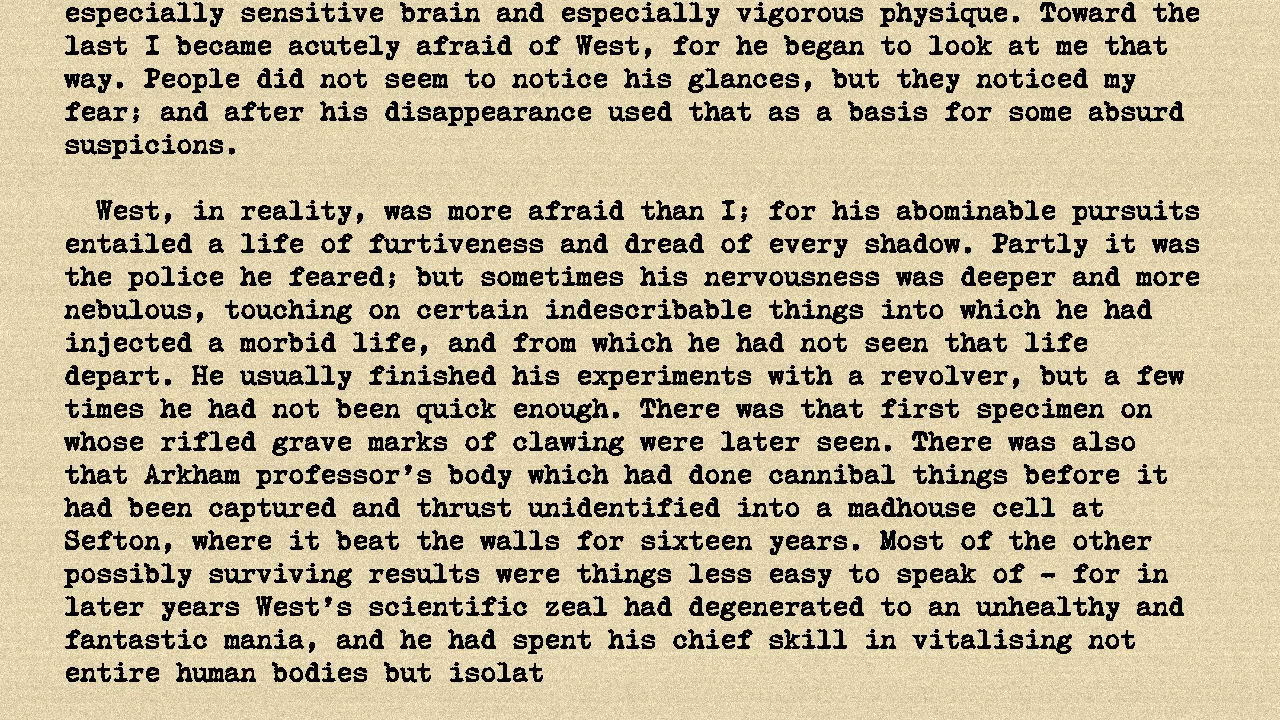 especially sensitive brain and especially vigorous physique. Toward the
last I became acutely afraid of West, for he began to look at me that
way. People did not seem to notice his glances, but they noticed my
fear; and after his disappearance used that as a basis for some absurd
suspicions.
West, in reality, was more afraid than I; for his abominable pursuits
entailed a life of furtiveness and dread of every shadow. Partly it was
the police he feared; but sometimes his nervousness was deeper and more
nebulous, touching on certain indescribable things into which he had
injected a morbid life, and from which he had not seen that life
depart. He usually finished his experiments with a revolver, but a few
times he had not been quick enough. There was that first specimen on
whose rifled grave marks of clawing were later seen. There was also
that Arkham professor's body which had done cannibal things before it
had been captured and thrust unidentified into a madhouse cell at
Sefton, where it beat the walls for sixteen years. Most of the other
possibly surviving results were things less easy to speak of – for in
later years West's scientific zeal had degenerated to an unhealthy and
fantastic mania, and he had spent his chief skill in vitalising not
entire human bodies but isolat